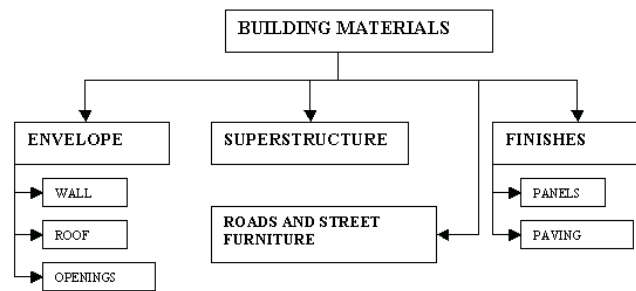 BUILDING MATERIALS
ENVELOPE
SUPERSTRUCTURE
FINISHES
WALL
ROOF
OPENINGS
ROADS AND STREET
FURNITURE
PANELS
PAVING